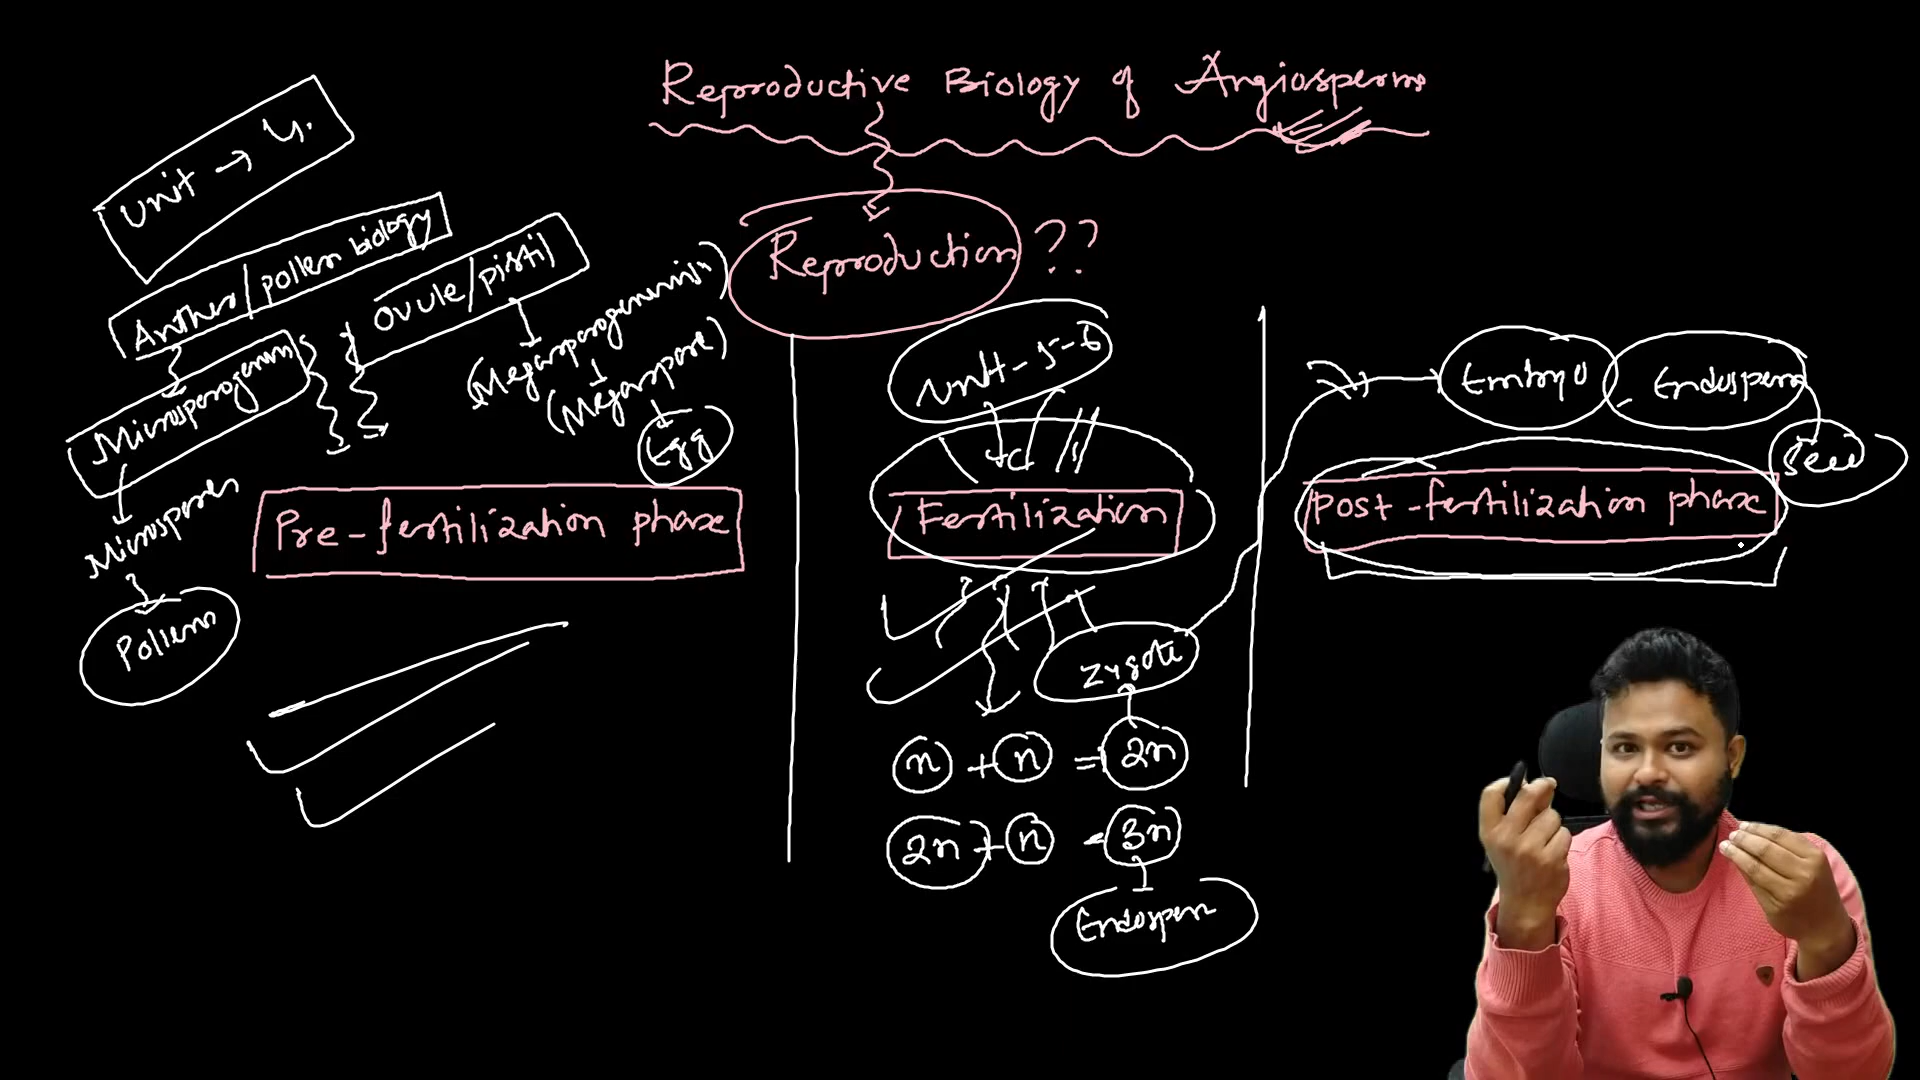 Reproductive Biology of Angiosperms
Unit → 4.
Anther/pollen biology
Ovule/pistil
Reproduction ??
Microsporogenesis
(Megasporogenesis)
(Megaspore)
Egg
Microspores
Pollen
Pre-fertilization phase
Unit-5-6
Fertilization
Zygote
n + n = 2n
2n + n = 3n
Endosperm
Embryo
Endosperm
Seed
Post-fertilization phase